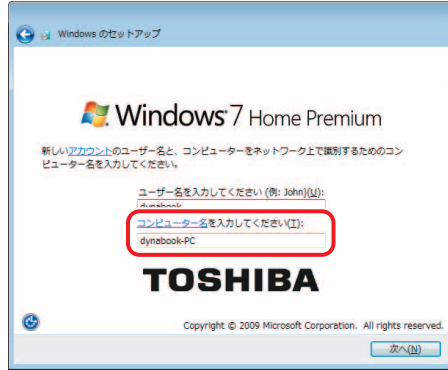 Windows のセットアップ
Windows 7 Home Premium
新しいアカウントのユーザー名と、コンピューターをネットワーク上で識別するためのコン
ピューター名を入力してください。
ユーザー名を入力してください (例: John)(U):
dynabook
コンピューター名を入力してください(T):
dynabook-PC
TOSHIBA
Copyright © 2009 Microsoft Corporation. All rights reserved.
次へ(N)